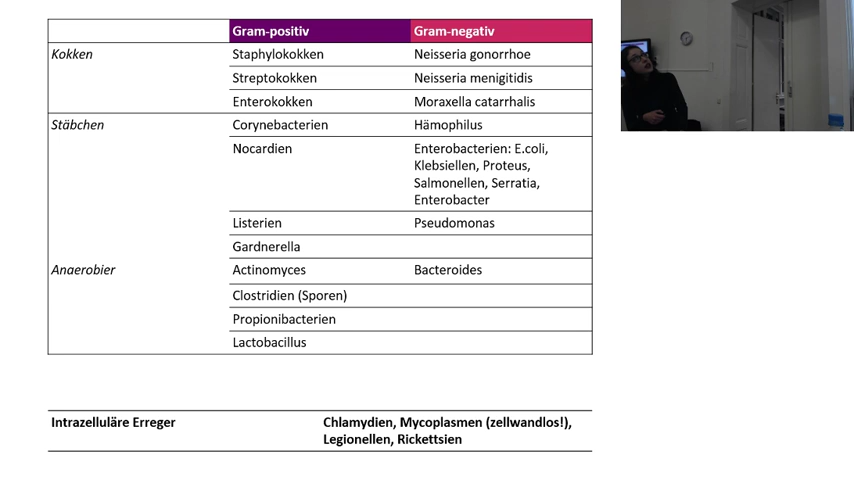 Gram-positiv Gram-negativ
Kokken Staphylokokken Neisseria gonorrhoe
Streptokokken Neisseria menigitidis
Enterokokken Moraxella catarrhalis
Stäbchen Corynebacterien Hämophilus
Nocardien Enterobacterien: E.coli,
Klebsiellen, Proteus,
Salmonellen, Serratia,
Enterobacter
Listerien Pseudomonas
Gardnerella
Anaerobier Actinomyces Bacteroides
Clostridien (Sporen)
Propionibacterien
Lactobacillus
Intrazelluläre Erreger Chlamydien, Mycoplasmen (zellwandlos!),
Legionellen, Rickettsien